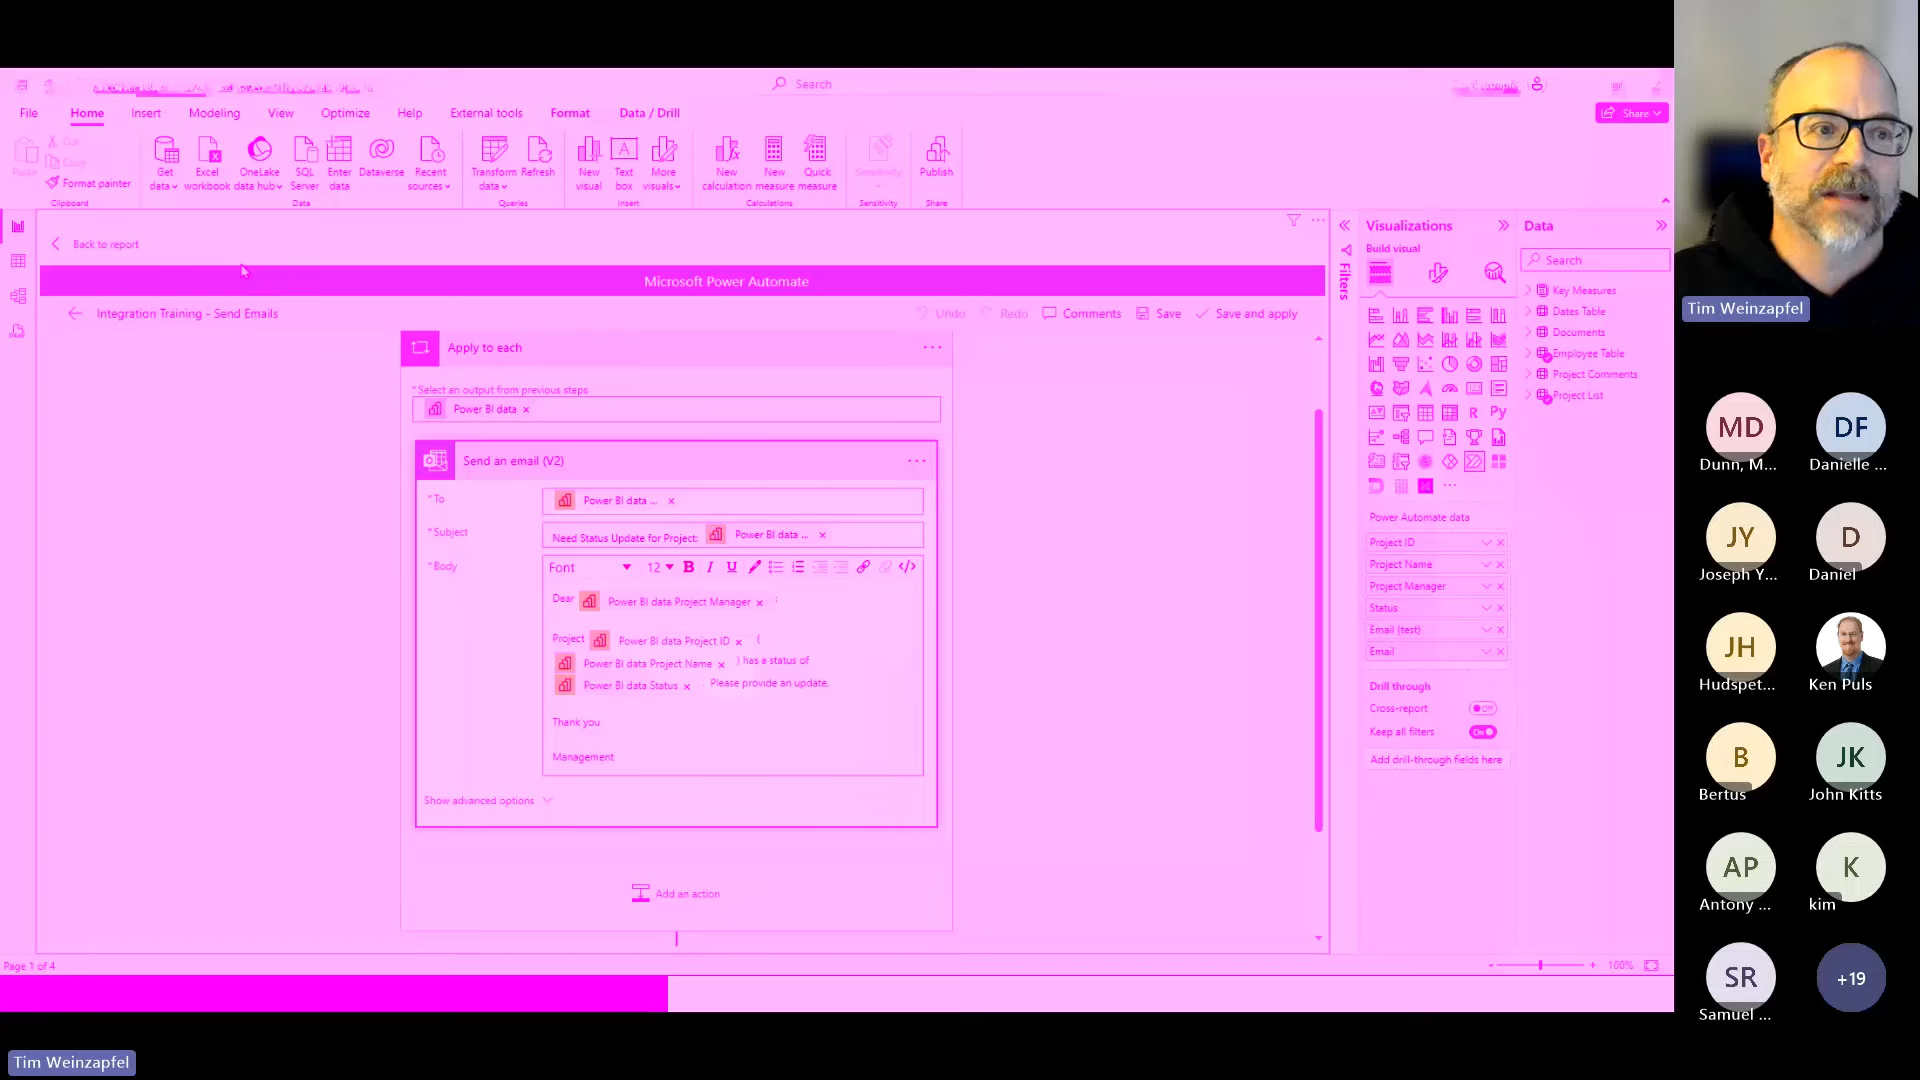 Search
File Home Insert Modeling View Optimize Help External tools Format Data / Drill
Share
Paste
Cut
Copy
Format painter
Clipboard
Get data
Excel workbook
OneLake data hub
SQL Server
Enter data
Dataverse
Recent sources
Data
Transform data
Refresh
Queries
New visual
Text box
More visuals
Insert
New calculation
New measure
Quick measure
Calculations
Sensitivity
Sensitivity
Publish
Share
Back to report
Microsoft Power Automate
Integration Training - Send Emails
Undo Redo Comments Save Save and apply
Apply to each
* Select an output from previous steps
Power BI data ×
Send an email (V2)
* To
Power BI data ... ×
* Subject
Need Status Update for Project: Power BI data ... ×
* Body
Font 12 B I U </>
Dear Power BI data Project Manager × :
Project Power BI data Project ID × (
Power BI data Project Name × ) has a status of
Power BI data Status × . Please provide an update.
Thank you
Management
Show advanced options
Add an action
Page 1 of 4
- + 100%
Filters
Visualizations
Build visual
R Py
Power Automate data
Project ID
Project Name
Project Manager
Status
Email (test)
Email
Drill through
Cross-report Off
Keep all filters On
Add drill-through fields here
Data
Search
Key Measures
Dates Table
Documents
Employee Table
Project Comments
Project List
Tim Weinzapfel
MD
Dunn, M...
DF
Danielle ...
JY
Joseph Y...
D
Daniel
JH
Hudspet...
Ken Puls
B
Bertus
JK
John Kitts
AP
Antony ...
K
kim
SR
Samuel ...
+19
Tim Weinzapfel